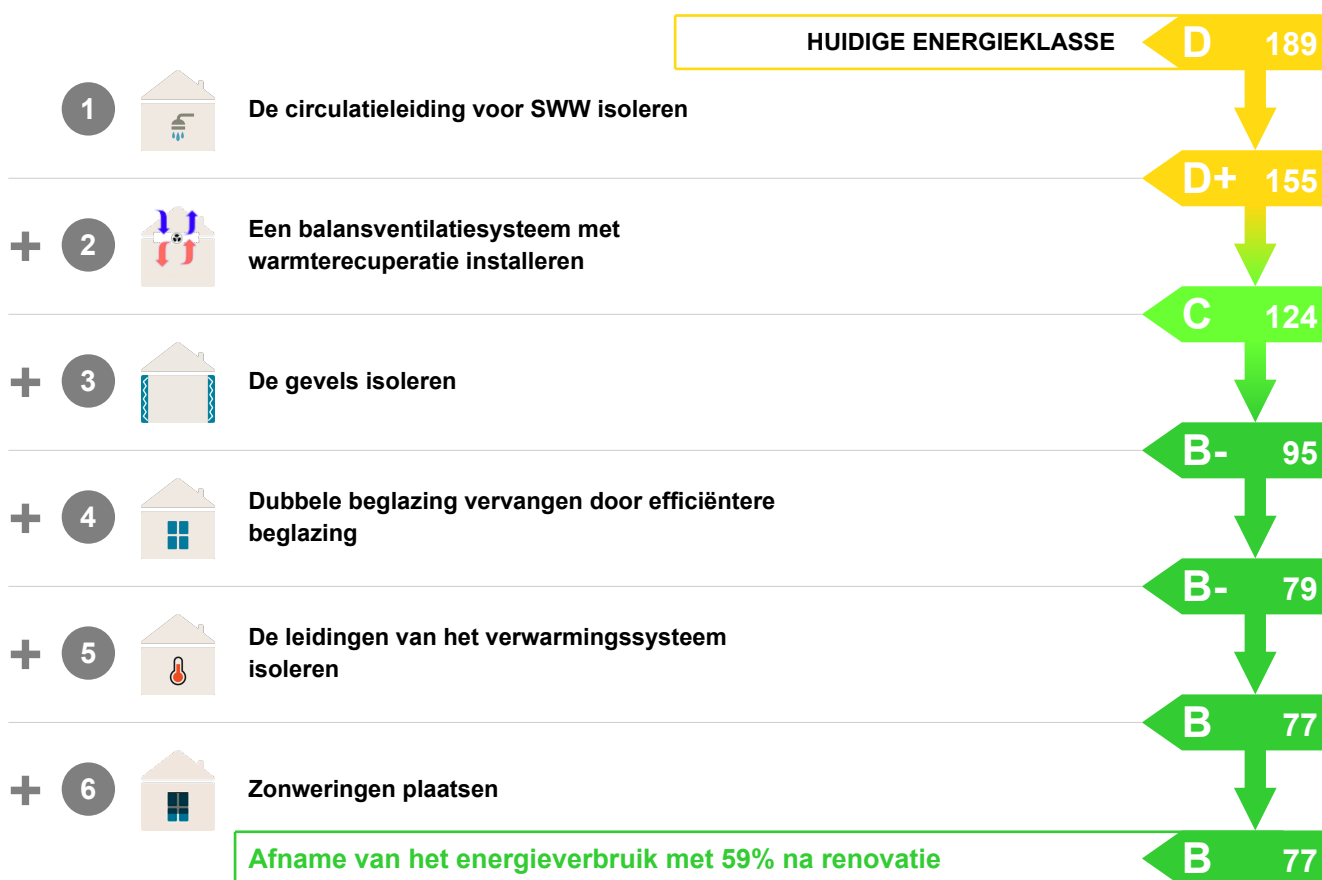 HUIDIGE ENERGIEKLASSE D 189
1 De circulatieleiding voor SWW isoleren
D+ 155
+ 2 Een balansventilatiesysteem met
warmterecuperatie installeren
C 124
+ 3 De gevels isoleren
B- 95
+ 4 Dubbele beglazing vervangen door efficiëntere
beglazing
B- 79
+ 5 De leidingen van het verwarmingssysteem
isoleren
B 77
+ 6 Zonweringen plaatsen
Afname van het energieverbruik met 59% na renovatie B 77